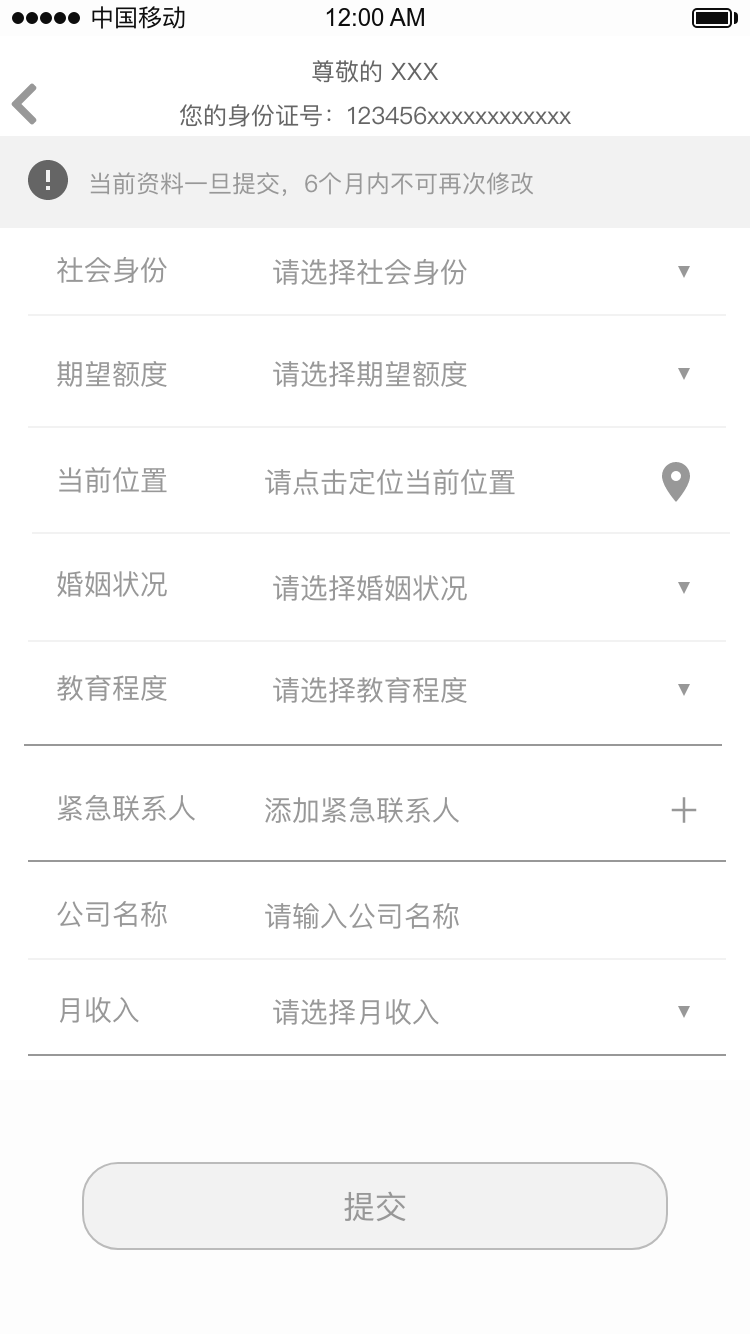 中国移动 12:00 AM
尊敬的 XXX
您的身份证号：123456xxxxxxxxxxxx
当前资料一旦提交，6个月内不可再次修改
社会身份 请选择社会身份
期望额度 请选择期望额度
当前位置 请点击定位当前位置
婚姻状况 请选择婚姻状况
教育程度 请选择教育程度
紧急联系人 添加紧急联系人
公司名称 请输入公司名称
月收入 请选择月收入
提交